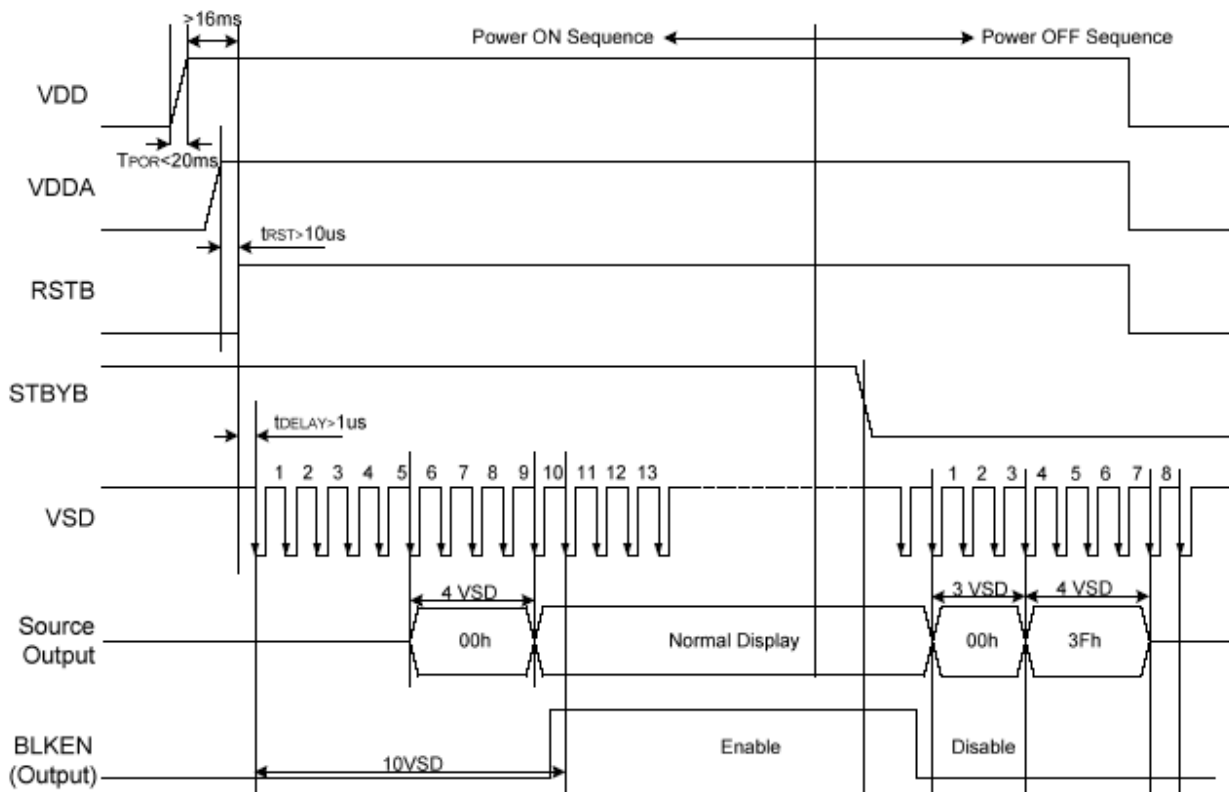 >16ms
Power ON Sequence
Power OFF Sequence
VDD
TPOR<20ms
VDDA
tRST>10us
RSTB
STBYB
tDELAY>1us
1 2 3 4 5 6 7 8 9 10 11 12 13
1 2 3 4 5 6 7 8
VSD
4 VSD
3 VSD
4 VSD
Source
Output
00h
Normal Display
00h
3Fh
BLKEN
(Output)
10VSD
Enable
Disable